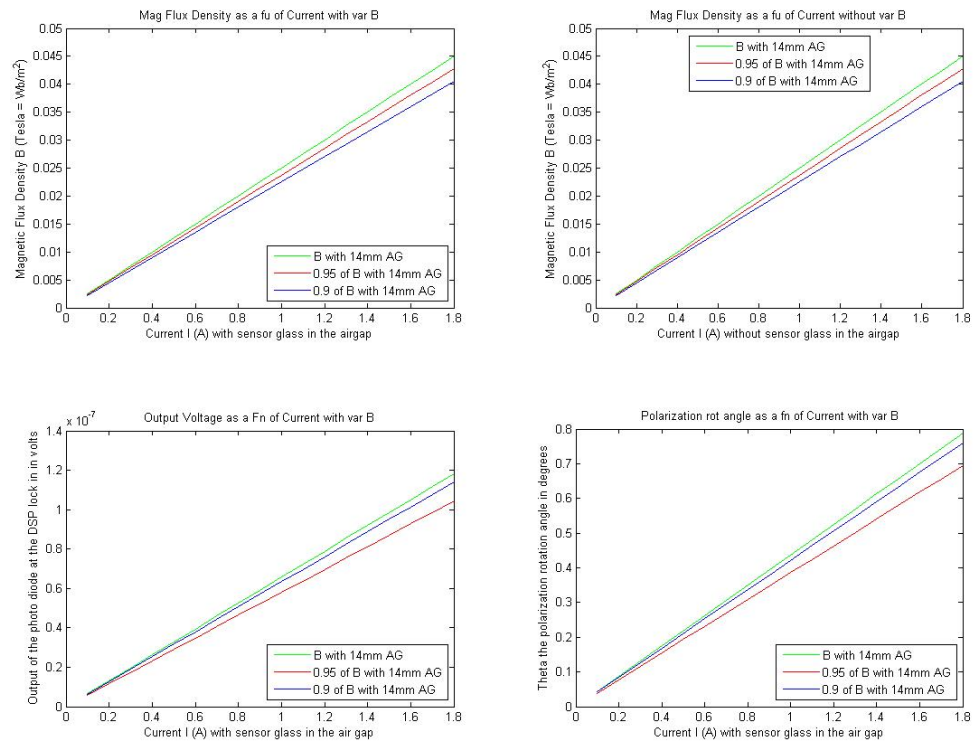 Mag Flux Density as a fu of Current with var B
0.05
0.045
0.04
0.035
0.03
0.025
0.02
0.015
0.01
0.005
0
Magnetic Flux Density B (Tesla = Wb/m²)
B with 14mm AG
0.95 of B with 14mm AG
0.9 of B with 14mm AG
0 0.2 0.4 0.6 0.8 1 1.2 1.4 1.6 1.8
Current I (A) with sensor glass in the airgap
Mag Flux Density as a fu of Current without var B
0.05
0.045
0.04
0.035
0.03
0.025
0.02
0.015
0.01
0.005
0
Magnetic Flux Density B (Tesla = Wb/m²)
B with 14mm AG
0.95 of B with 14mm AG
0.9 of B with 14mm AG
0 0.2 0.4 0.6 0.8 1 1.2 1.4 1.6 1.8
Current I (A) without sensor glass in the airgap
Output Voltage as a Fn of Current with var B
x 10⁻⁷
1.4
1.2
1
0.8
0.6
0.4
0.2
0
Output of the photo diode at the DSP lock in in volts
B with 14mm AG
0.95 of B with 14mm AG
0.9 of B with 14mm AG
0 0.2 0.4 0.6 0.8 1 1.2 1.4 1.6 1.8
Current I (A) with sensor glass in the air gap
Polarization rot angle as a fn of Current with var B
0.8
0.7
0.6
0.5
0.4
0.3
0.2
0.1
0
Theta the polarization rotation angle in degrees
B with 14mm AG
0.95 of B with 14mm AG
0.9 of B with 14mm AG
0 0.2 0.4 0.6 0.8 1 1.2 1.4 1.6 1.8
Current I (A) with sensor glass in the air gap